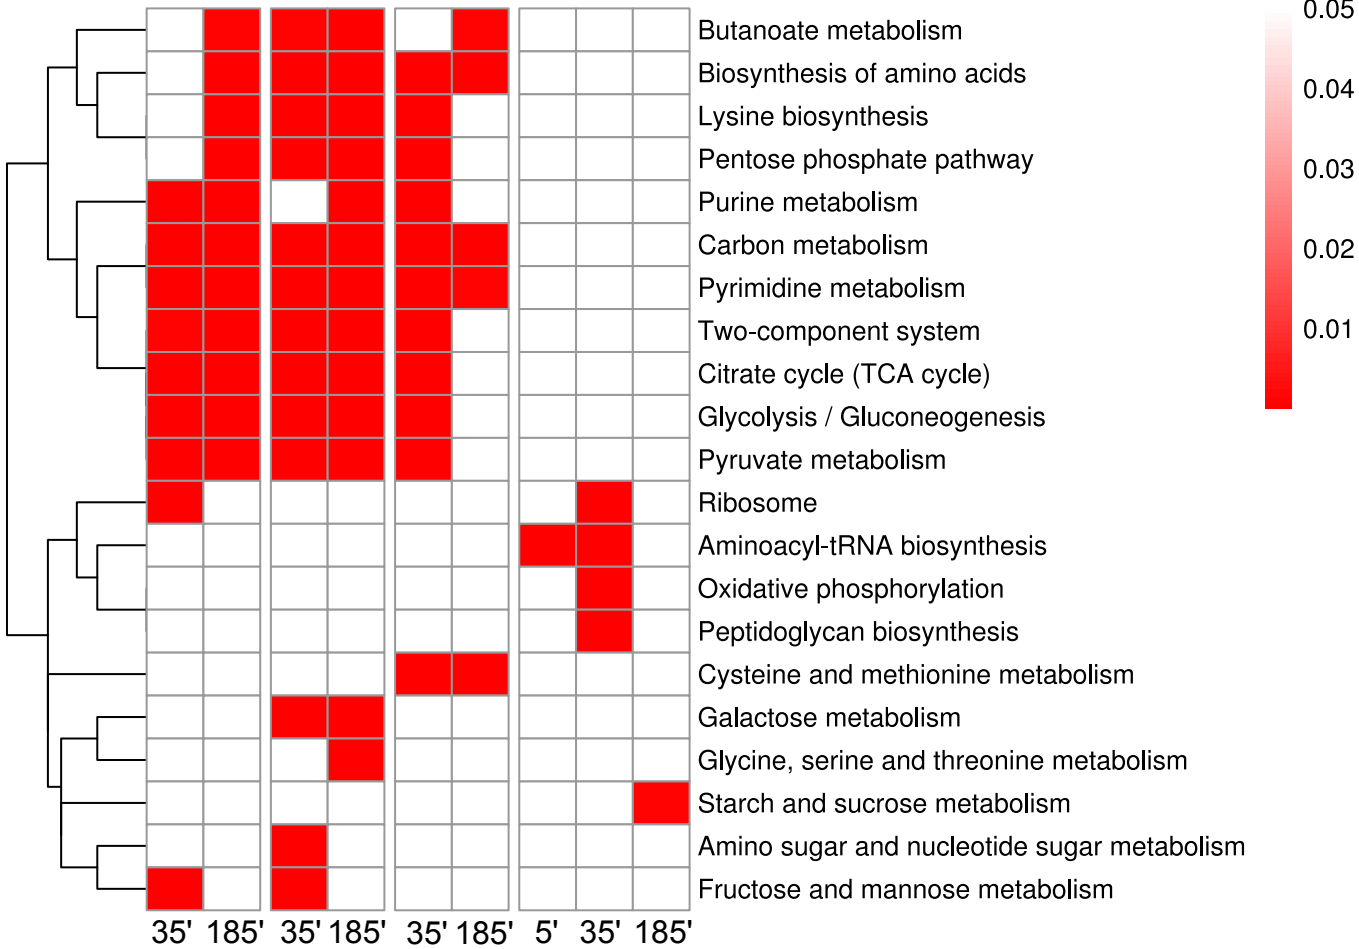 Butanoate metabolism
Biosynthesis of amino acids
Lysine biosynthesis
Pentose phosphate pathway
Purine metabolism
Carbon metabolism
Pyrimidine metabolism
Two-component system
Citrate cycle (TCA cycle)
Glycolysis / Gluconeogenesis
Pyruvate metabolism
Ribosome
Aminoacyl-tRNA biosynthesis
Oxidative phosphorylation
Peptidoglycan biosynthesis
Cysteine and methionine metabolism
Galactose metabolism
Glycine, serine and threonine metabolism
Starch and sucrose metabolism
Amino sugar and nucleotide sugar metabolism
Fructose and mannose metabolism
35' 185' 35' 185' 35' 185' 5' 35' 185'
0.05
0.04
0.03
0.02
0.01